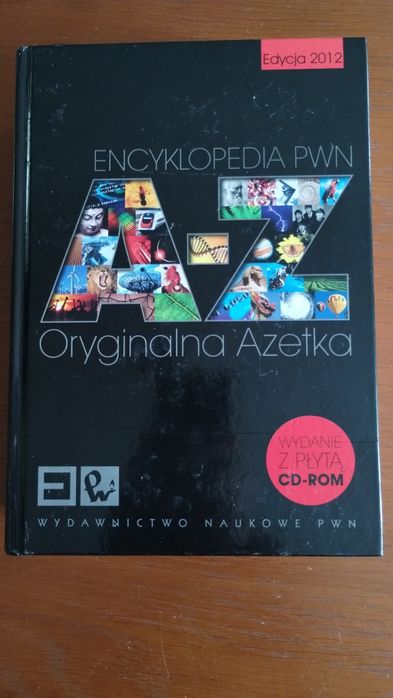 Edycja 2012
ENCYKLOPEDIA PWN
A-Z
Oryginalna Azetka
WYDANIE
Z PŁYTĄ
CD-ROM
WYDAWNICTWO NAUKOWE PWN